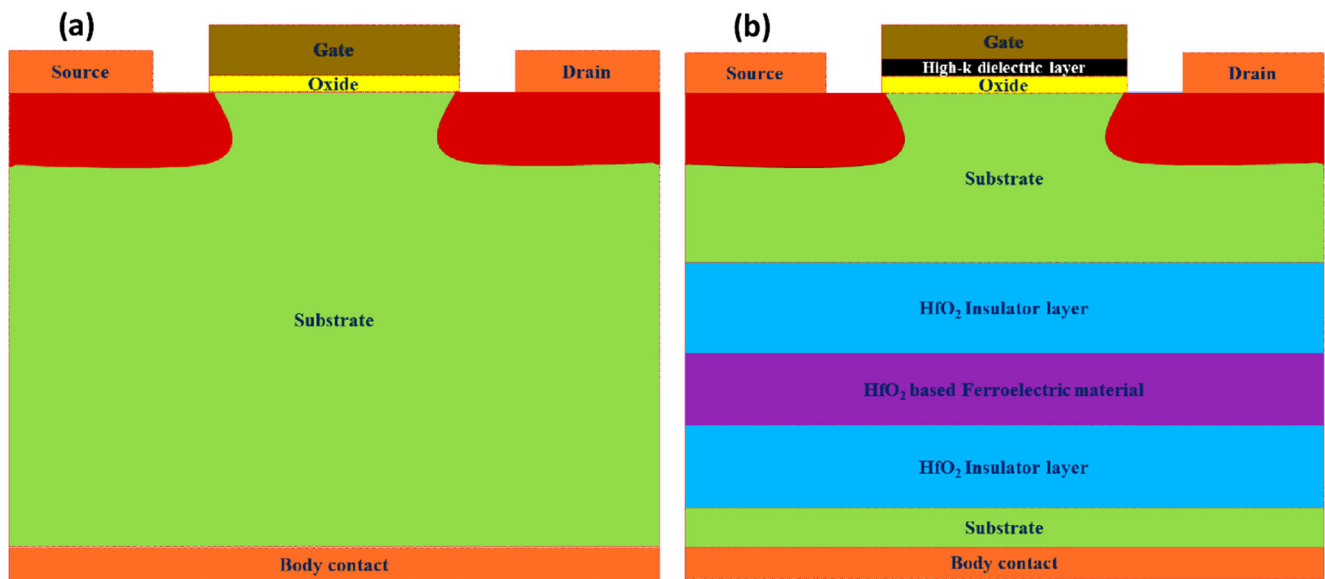 (a)
Gate
Source
Oxide
Drain
Substrate
Body contact
(b)
Gate
Source
High-k dielectric layer
Oxide
Drain
Substrate
HfO₂ Insulator layer
HfO₂ based Ferroelectric material
HfO₂ Insulator layer
Substrate
Body contact